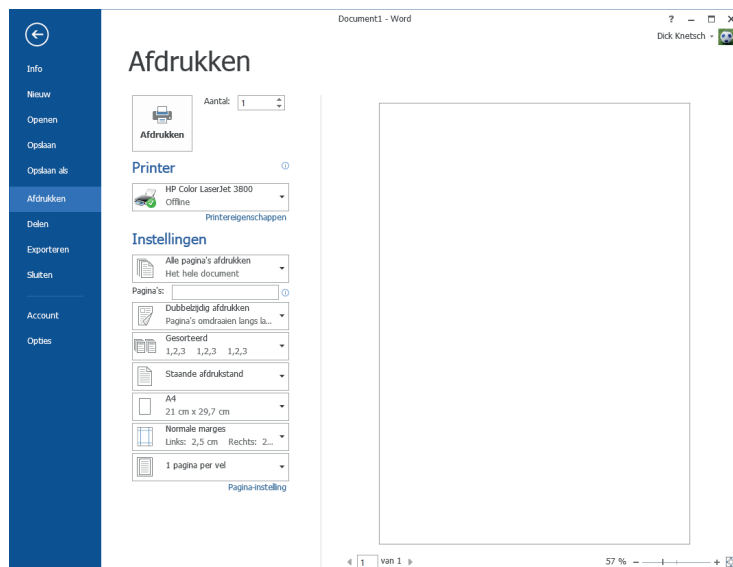 Document1 - Word
?
Dick Knetsch
Info
Nieuw
Openen
Opslaan
Opslaan als
Afdrukken
Delen
Exporteren
Sluiten
Account
Opties
Afdrukken
Afdrukken
Aantal: 1
Printer
HP Color LaserJet 3800
Offline
Printereigenschappen
Instellingen
Alle pagina's afdrukken
Het hele document
Pagina's:
Dubbelzijdig afdrukken
Pagina's omdraaien langs la...
Gesorteerd
1,2,3 1,2,3 1,2,3
Staande afdrukstand
A4
21 cm x 29,7 cm
Normale marges
Links: 2,5 cm Rechts: 2...
1 pagina per vel
Pagina-instelling
1 van 1
57 %